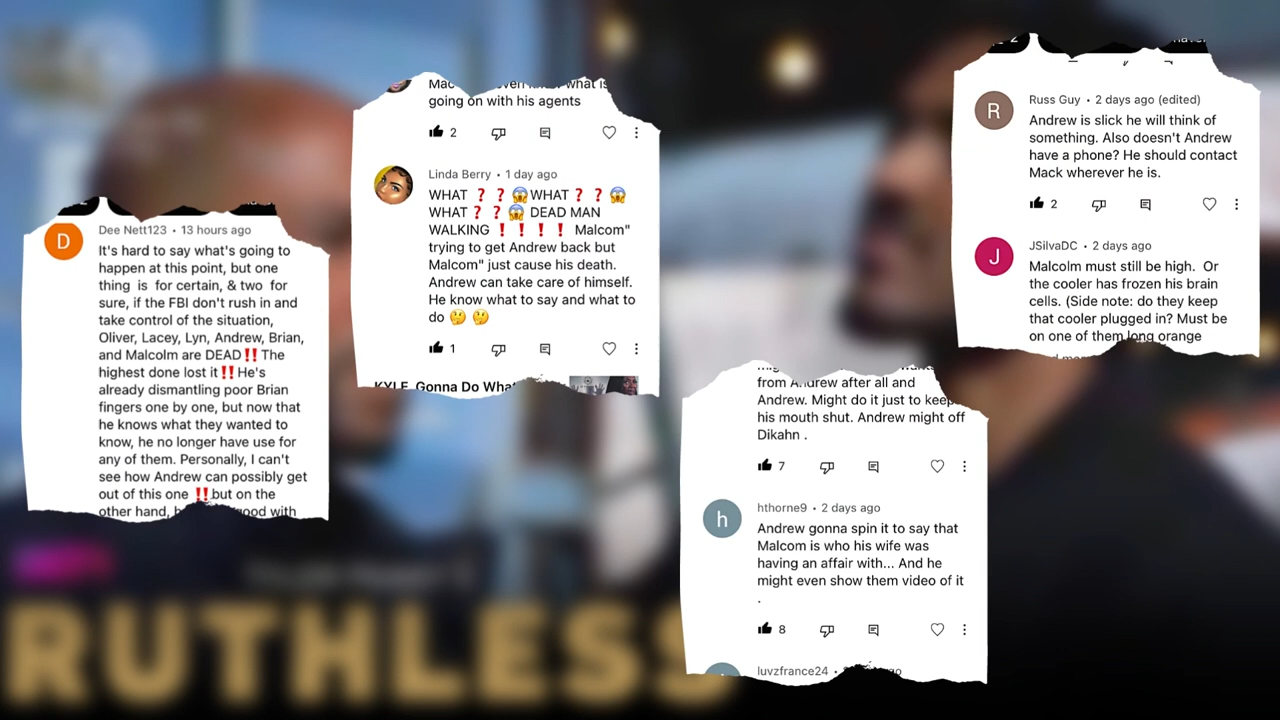 Dee Nett123 • 13 hours ago
It's hard to say what's going to
happen at this point, but one
thing is for certain, & two for
sure, if the FBI don't rush in and
take control of the situation,
Oliver, Lacey, Lyn, Andrew, Brian,
and Malcolm are DEAD‼️The
highest done lost it‼️He's
already dismantling poor Brian
fingers one by one, but now that
he knows what they wanted to
know, he no longer have use for
any of them. Personally, I can't
see how Andrew can possibly get
out of this one ‼️but on the
other hand, good with
what is
going on with his agents
2
Linda Berry • 1 day ago
WHAT ❓❓😱WHAT ❓❓😱
WHAT ❓❓😱 DEAD MAN
WALKING ❗❗❗❗ Malcom"
trying to get Andrew back but
Malcom" just cause his death.
Andrew can take care of himself.
He know what to say and what to
do 🤔 🤔
1
KYLE Gonna Do What
from Andrew after all and
Andrew. Might do it just to keep
his mouth shut. Andrew might off
Dikahn .
7
h
hthorne9 • 2 days ago
Andrew gonna spin it to say that
Malcom is who his wife was
having an affair with... And he
might even show them video of it
.
8
luvzfrance24 •
R
Russ Guy • 2 days ago (edited)
Andrew is slick he will think of
something. Also doesn't Andrew
have a phone? He should contact
Mack wherever he is.
2
J
JSilvaDC • 2 days ago
Malcolm must still be high. Or
the cooler has frozen his brain
cells. (Side note: do they keep
that cooler plugged in? Must be
on one of them long orange
D
RUTHLESS